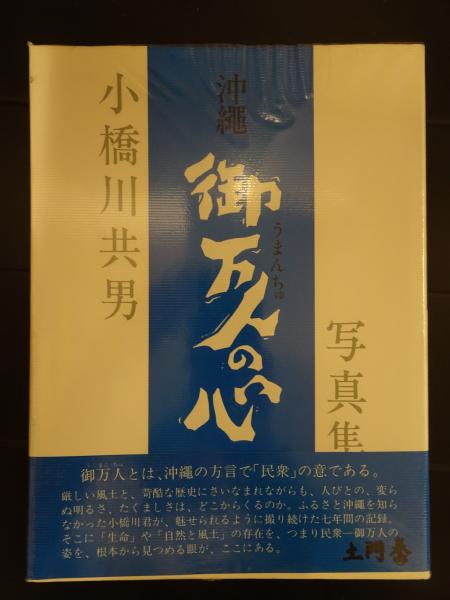 沖縄
御万人の心
うまんちゅ
小橋川共男
写真集
うまんちゅ
御万人とは、沖縄の方言で「民衆」の意である。
厳しい風土と、苛酷な歴史にさいなまれながらも、人びとの、変ら
ぬ明るさ、たくましさは、どこからくるのか。ふるさと沖縄を知ら
なかった小橋川君が、魅せられるように撮り続けた七年間の記録。
そこに「生命」や「自然と風土」の存在を、つまり民衆―御万人の
姿を、根本から見つめる眼が、ここにある。
土門拳